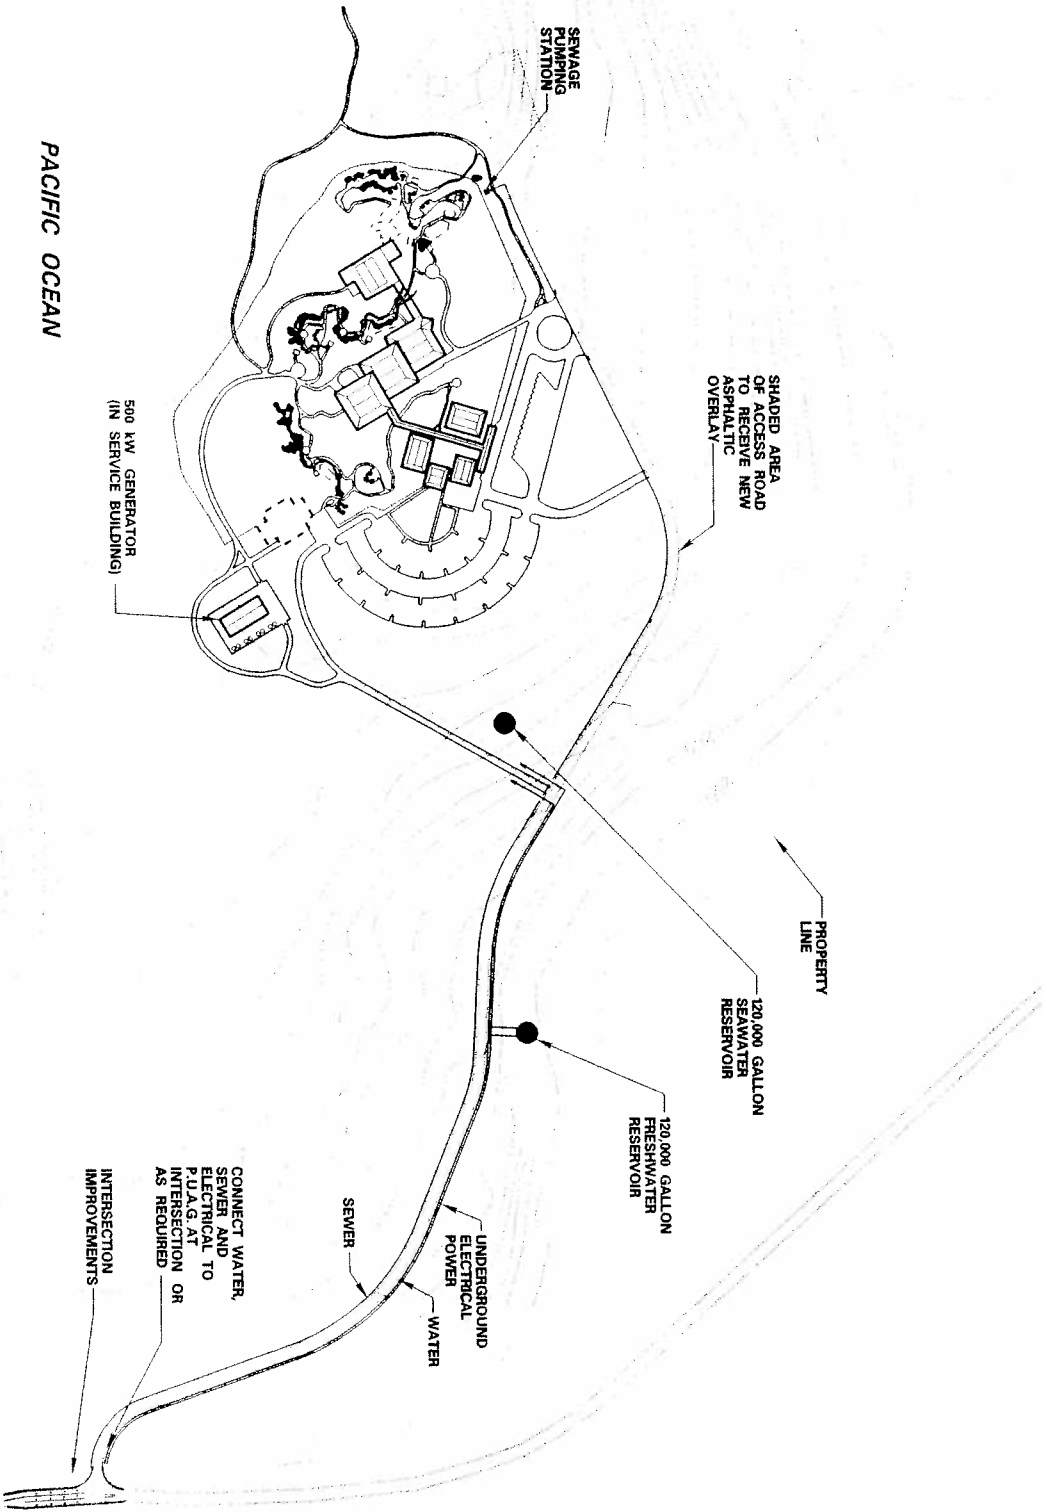 SEWAGE
PUMPING
STATION
PACIFIC OCEAN
SHADED AREA
OF ACCESS ROAD
TO RECEIVE NEW
ASPHALTIC
OVERLAY
500 kW GENERATOR
(IN SERVICE BUILDING)
PROPERTY
LINE
120,000 GALLON
SEAWATER
RESERVOIR
120,000 GALLON
FRESHWATER
RESERVOIR
UNDERGROUND
ELECTRICAL
POWER
WATER
SEWER
CONNECT WATER,
SEWER AND
ELECTRICAL TO
P.U.A.G. AT
INTERSECTION OR
AS REQUIRED
INTERSECTION
IMPROVEMENTS